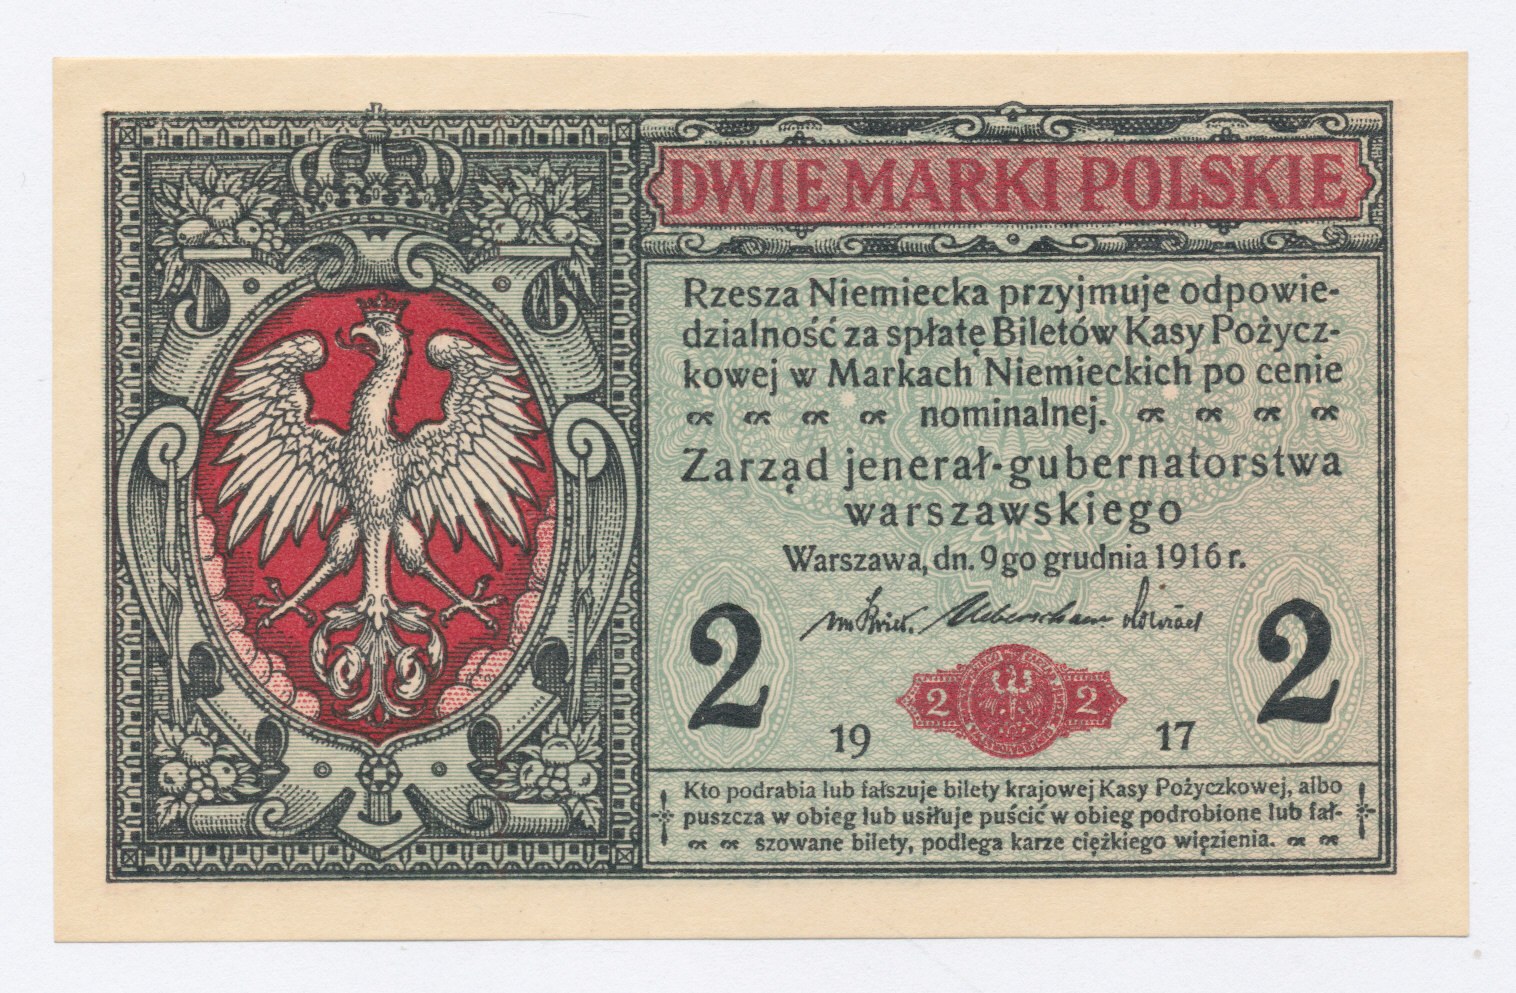 DWIE MARKI POLSKIE
Rzesza Niemiecka przyjmuje odpowie-
dzialność za spłatę Biletów Kasy Pożycz-
kowej w Markach Niemieckich po cenie
nominalnej.
Zarząd jenerał-gubernatorstwa
warszawskiego
Warszawa, dn. 9go grudnia 1916 r.
2 2
2 2
19 17
Kto podrabia lub fałszuje bilety krajowej Kasy Pożyczkowej, albo
puszcza w obieg lub usiłuje puścić w obieg podrobione lub fał-
szowane bilety, podlega karze ciężkiego więzienia.